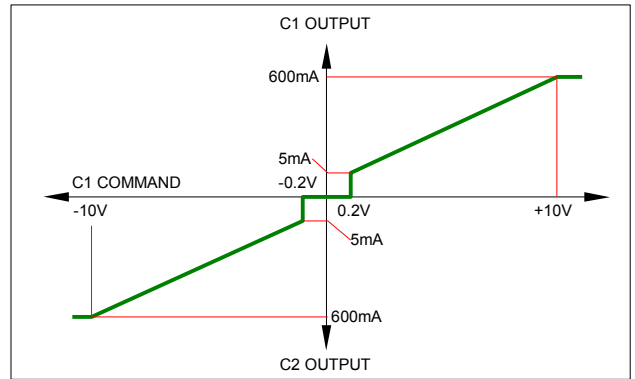 C1 OUTPUT
600mA
5mA
C1 COMMAND
-0.2V
-10V
0.2V
+10V
5mA
600mA
C2 OUTPUT